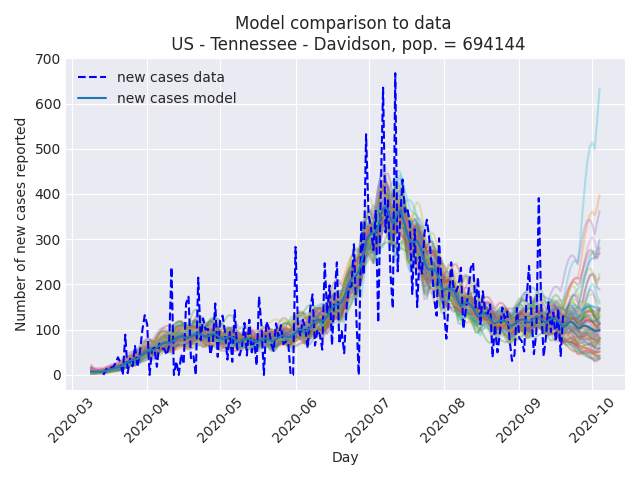 Model comparison to data
US - Tennessee - Davidson, pop. = 694144
700
600
500
400
300
200
100
0
Number of new cases reported
new cases data
new cases model
2020-03
2020-04
2020-05
2020-06
2020-07
2020-08
2020-09
2020-10
Day